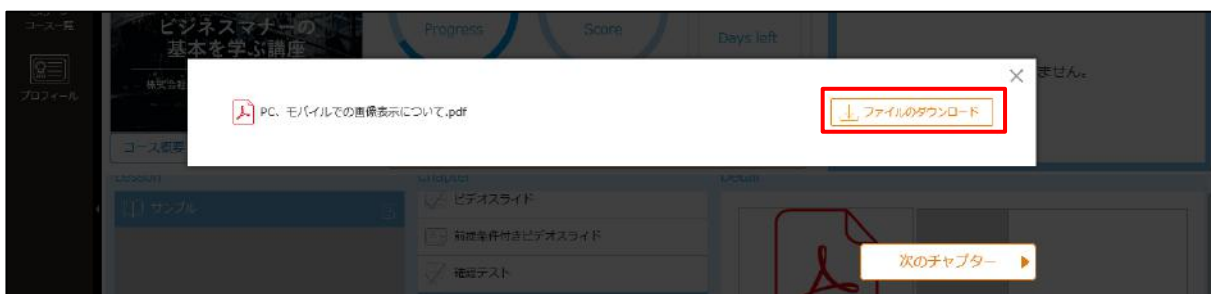 コース一覧
プロフィール
ビジネスマナーの
基本を学ぶ講座
株式会社
Progress
Score
Days left
ません。
PC、モバイルでの画像表示について.pdf
ファイルのダウンロード
コース概要
Lesson
Chapter
Detail
サンプル
ビデオスライド
前提条件付きビデオスライド
確認テスト
次のチャプター